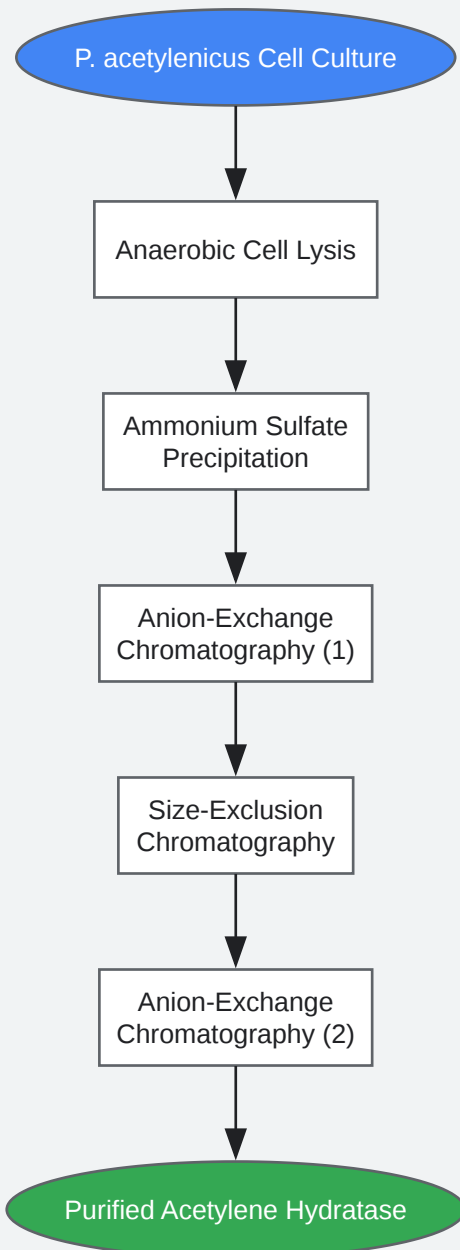 P. acetylenicus Cell Culture
Anaerobic Cell Lysis
Ammonium Sulfate
Precipitation
Anion-Exchange
Chromatography (1)
Size-Exclusion
Chromatography
Anion-Exchange
Chromatography (2)
Purified Acetylene Hydratase